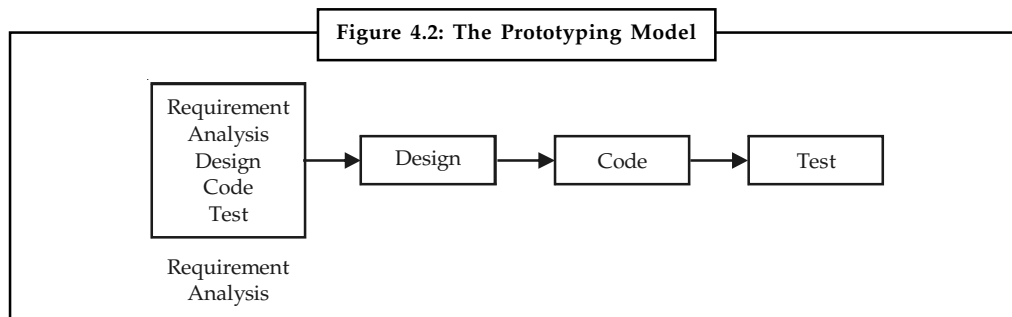 Figure 4.2: The Prototyping Model
Requirement
Analysis
Design
Code
Test
Design
Code
Test
Requirement
Analysis